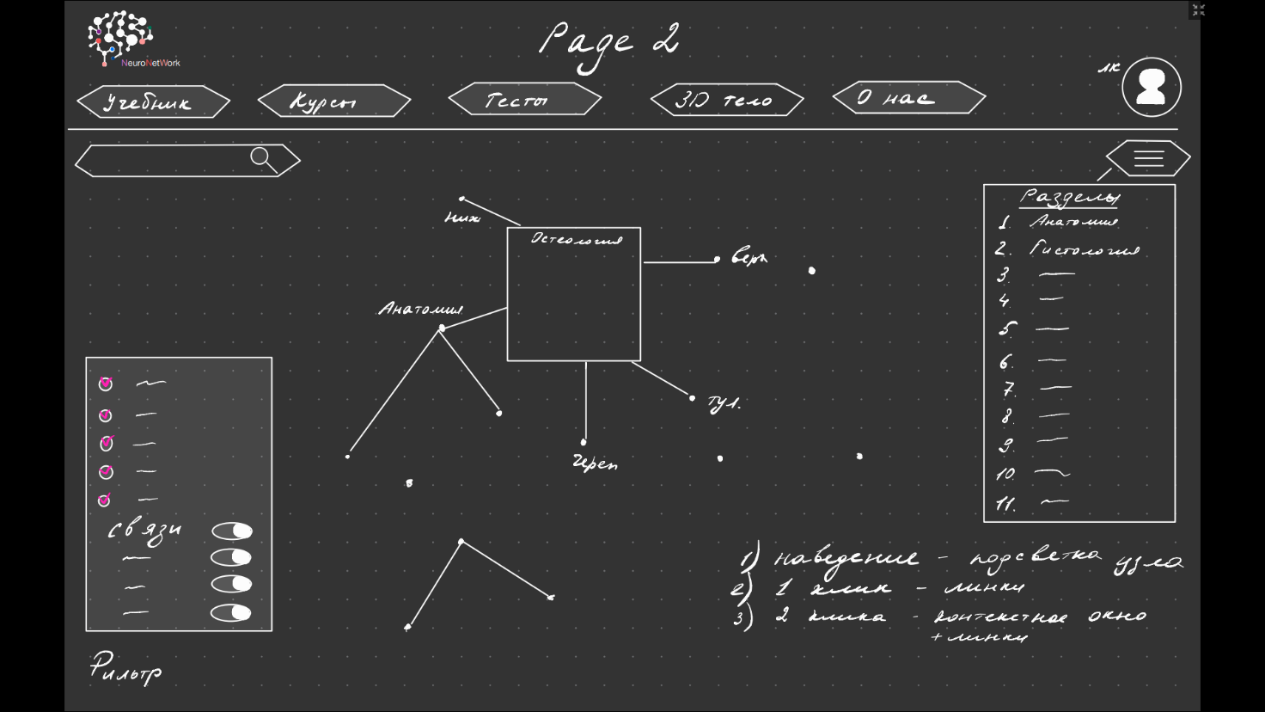 Page 2
NeuroNetWork
лк
Учебник
Курсы
Тесты
3D тело
О нас
Разделы
1. Анатомия
2. Гистология
3.
4.
5.
6.
7.
8.
9.
10.
11.
Остеология
ниж
верх
Анатомия
тул.
Череп
связи
Фильтр
1) наведение - подсветка узла
2) 1 клик - линки
3) 2 клика - контекстное окно
+ линки